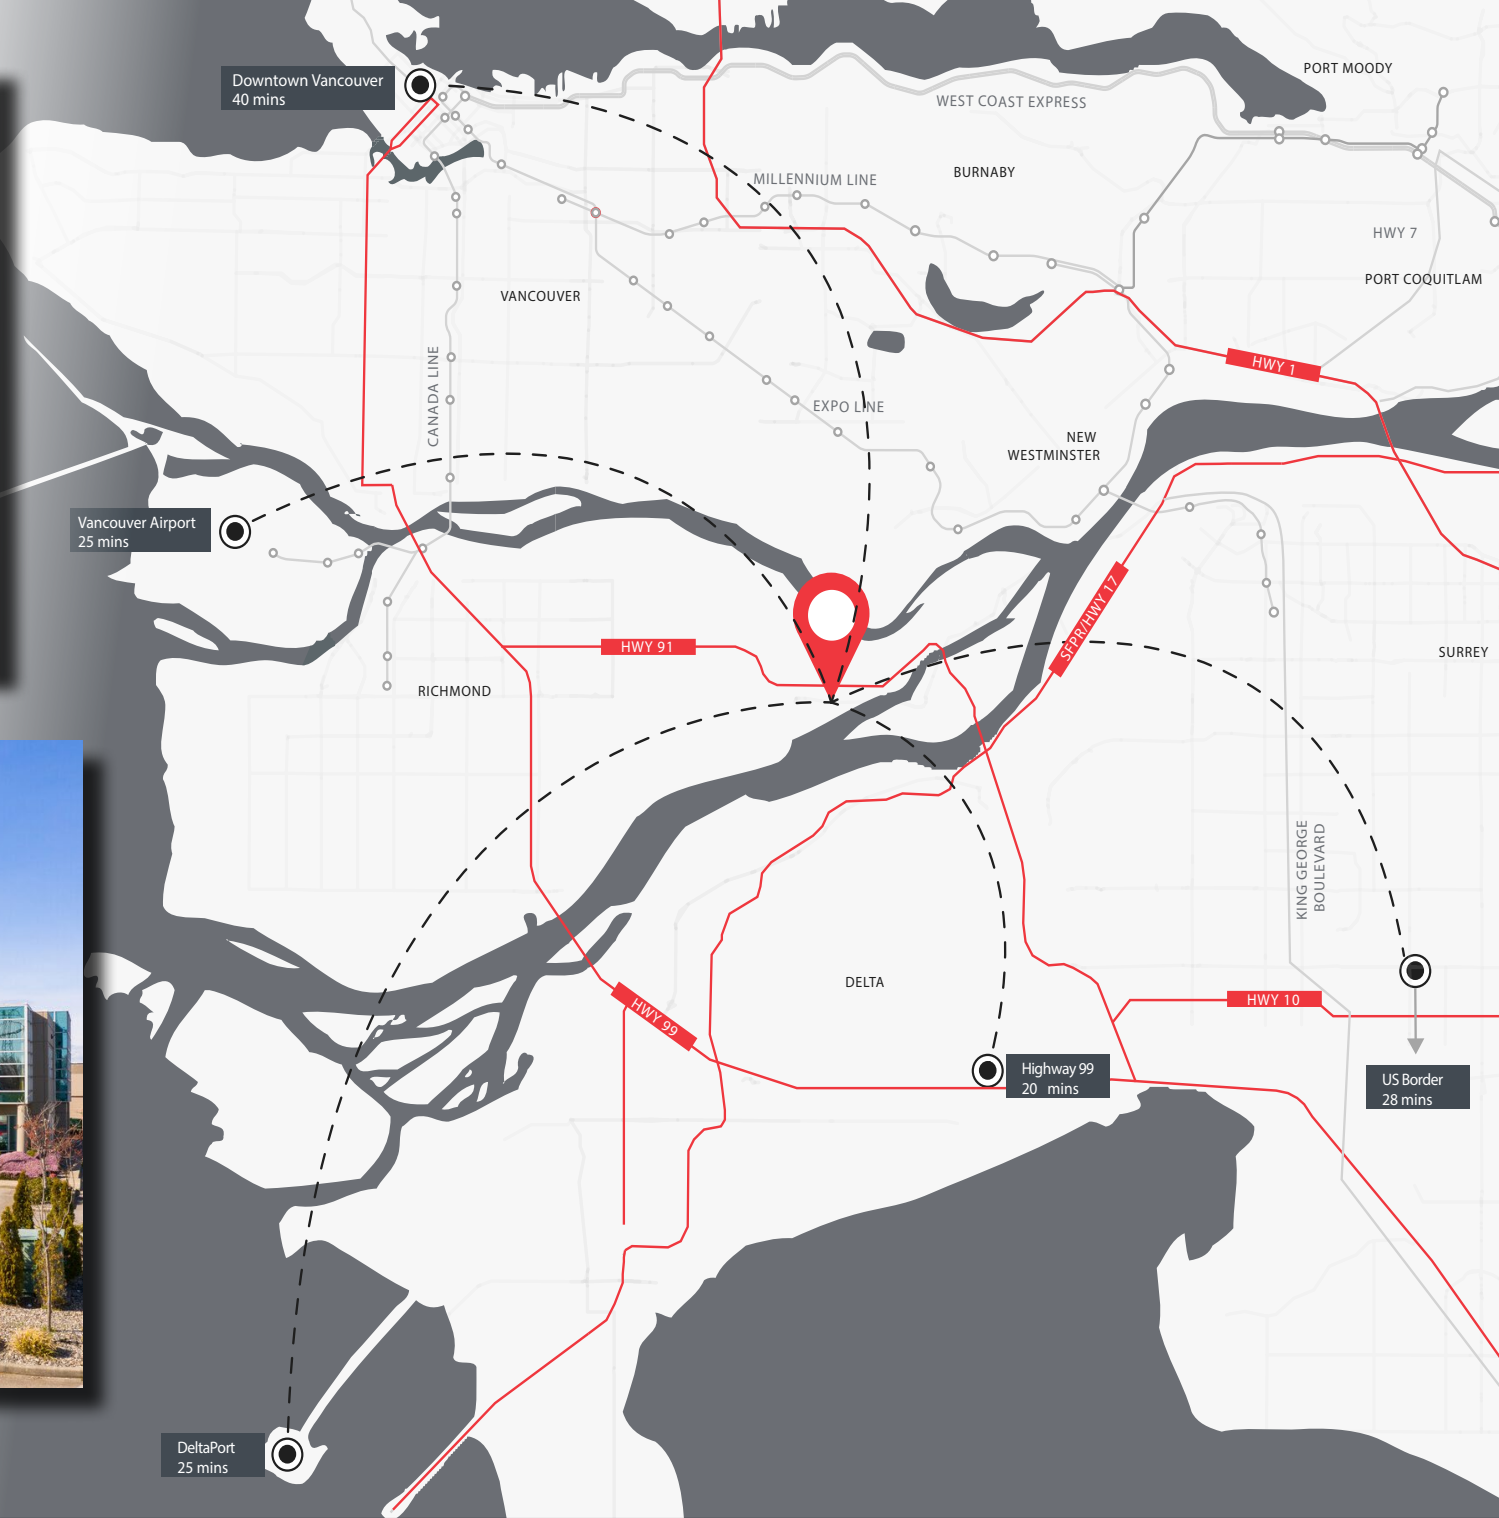 PORT MOODY
Downtown Vancouver
40 mins
WEST COAST EXPRESS
BURNABY
MILLENNIUM LINE
HWY 7
PORT COQUITLAM
VANCOUVER
HWY 1
CANADA LINE
EXPO LINE
NEW
WESTMINSTER
Vancouver Airport
25 mins
SFPR/HWY 17
HWY 91
SURREY
RICHMOND
KING GEORGE
BOULEVARD
DELTA
HWY 10
HWY 99
Highway 99
20 mins
US Border
28 mins
DeltaPort
25 mins